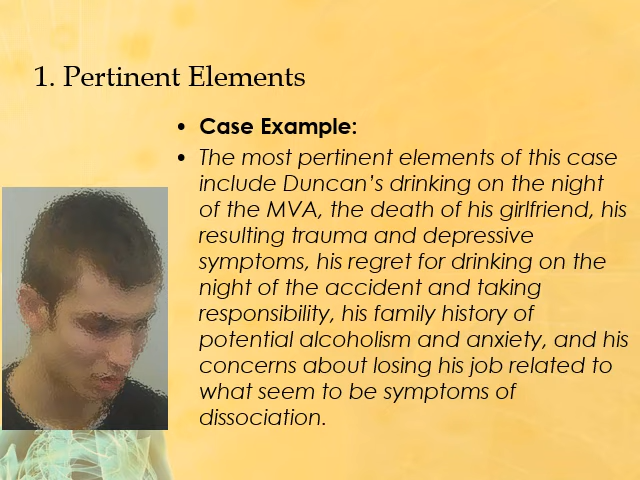 1. Pertinent Elements
• Case Example:
• The most pertinent elements of this case
include Duncan’s drinking on the night
of the MVA, the death of his girlfriend, his
resulting trauma and depressive
symptoms, his regret for drinking on the
night of the accident and taking
responsibility, his family history of
potential alcoholism and anxiety, and his
concerns about losing his job related to
what seem to be symptoms of
dissociation.